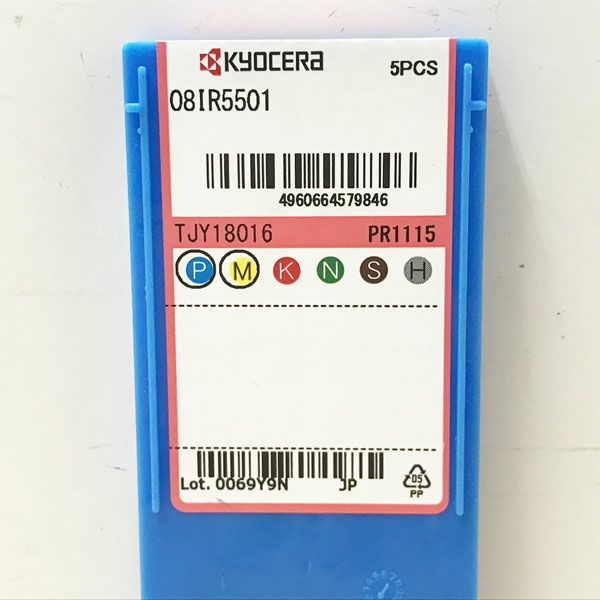 KYOCERA 5PCS
08IR5501
4960664579846
TJY18016 PR1115
P M K N S H
Lot. 0069Y9N JP
05
PP